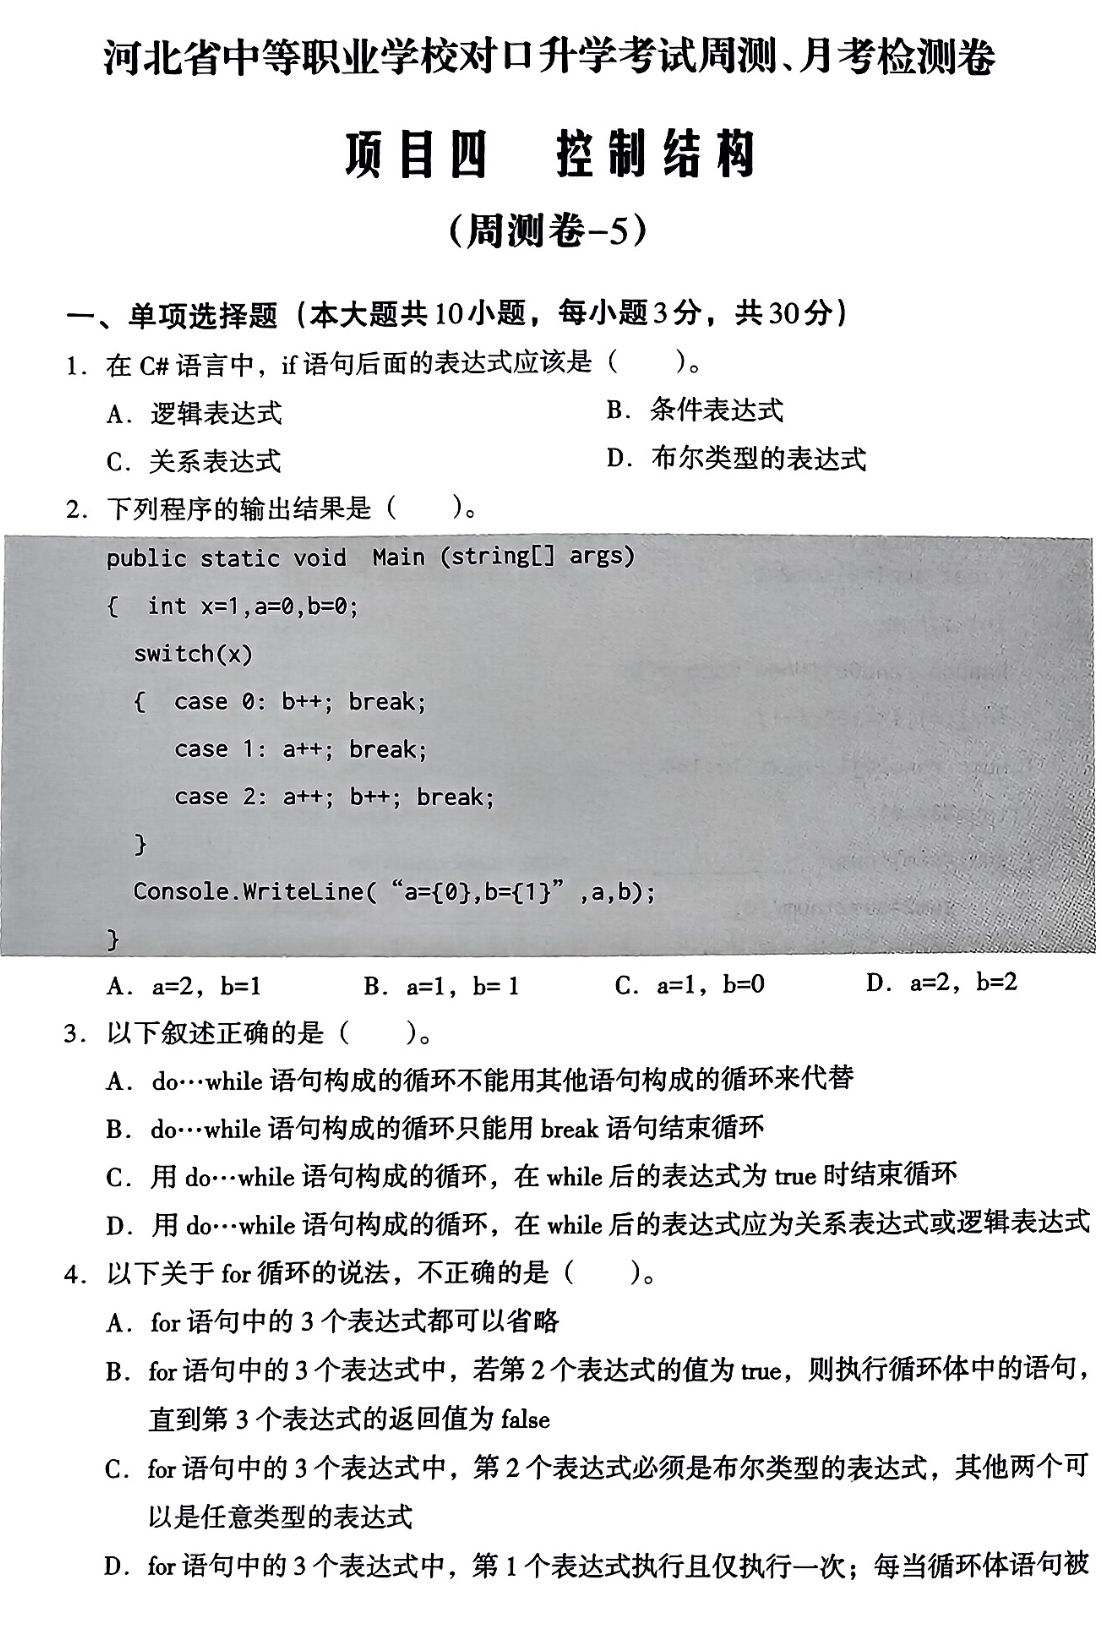 河北省中等职业学校对口升学考试周测、月考检测卷
项目四 控制结构
（周测卷-5）
一、单项选择题（本大题共10小题，每小题3分，共30分）
1. 在 C# 语言中，if 语句后面的表达式应该是（　　）。
A. 逻辑表达式 B. 条件表达式
C. 关系表达式 D. 布尔类型的表达式
2. 下列程序的输出结果是（　　）。
public static void Main (string[] args)
{ int x=1,a=0,b=0;
switch(x)
{ case 0: b++; break;
case 1: a++; break;
case 2: a++; b++; break;
}
Console.WriteLine( “a={0},b={1}” ,a,b);
}
A. a=2，b=1 B. a=1，b= 1 C. a=1，b=0 D. a=2，b=2
3. 以下叙述正确的是（　　）。
A. do…while 语句构成的循环不能用其他语句构成的循环来代替
B. do…while 语句构成的循环只能用 break 语句结束循环
C. 用 do…while 语句构成的循环，在 while 后的表达式为 true 时结束循环
D. 用 do…while 语句构成的循环，在 while 后的表达式应为关系表达式或逻辑表达式
4. 以下关于 for 循环的说法，不正确的是（　　）。
A. for 语句中的 3 个表达式都可以省略
B. for 语句中的 3 个表达式中，若第 2 个表达式的值为 true，则执行循环体中的语句，
直到第 3 个表达式的返回值为 false
C. for 语句中的 3 个表达式中，第 2 个表达式必须是布尔类型的表达式，其他两个可
以是任意类型的表达式
D. for 语句中的 3 个表达式中，第 1 个表达式执行且仅执行一次；每当循环体语句被